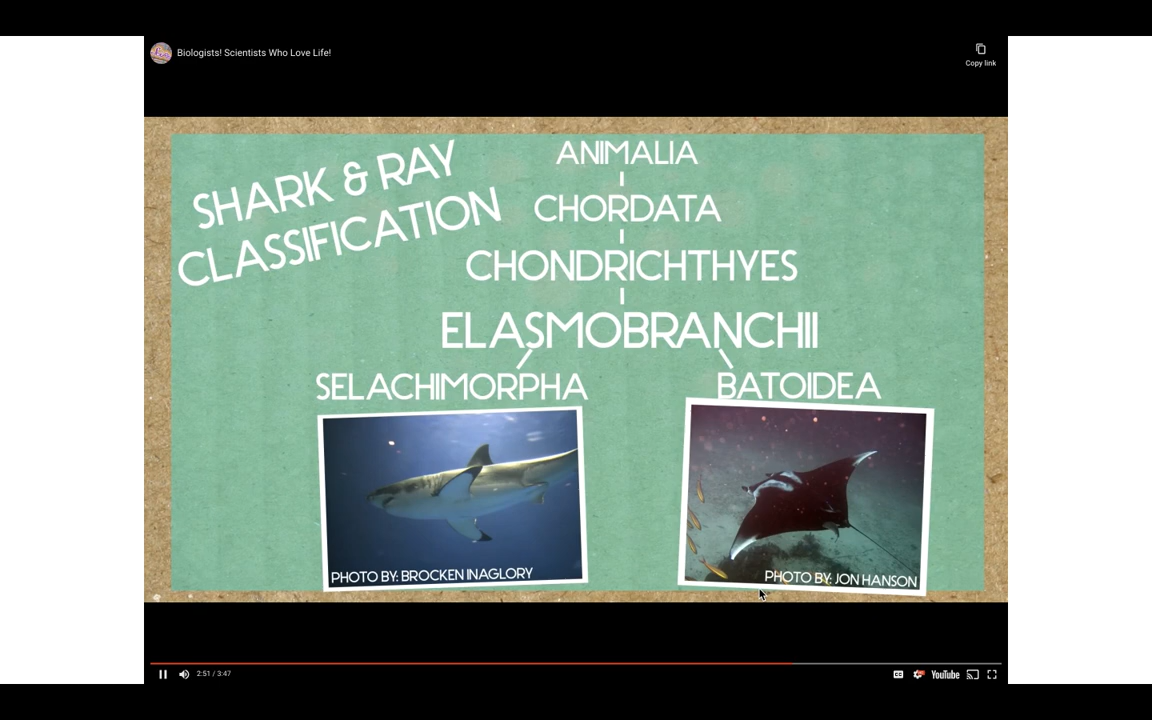 Biologists! Scientists Who Love Life!
Copy link
SHARK & RAY
CLASSIFICATION
ANIMALIA
CHORDATA
CHONDRICHTHYES
ELASMOBRANCHII
SELACHIMORPHA
BATOIDEA
PHOTO BY: BROCKEN INAGLORY
PHOTO BY: JON HANSON
2:51 / 3:47
CC
YouTube